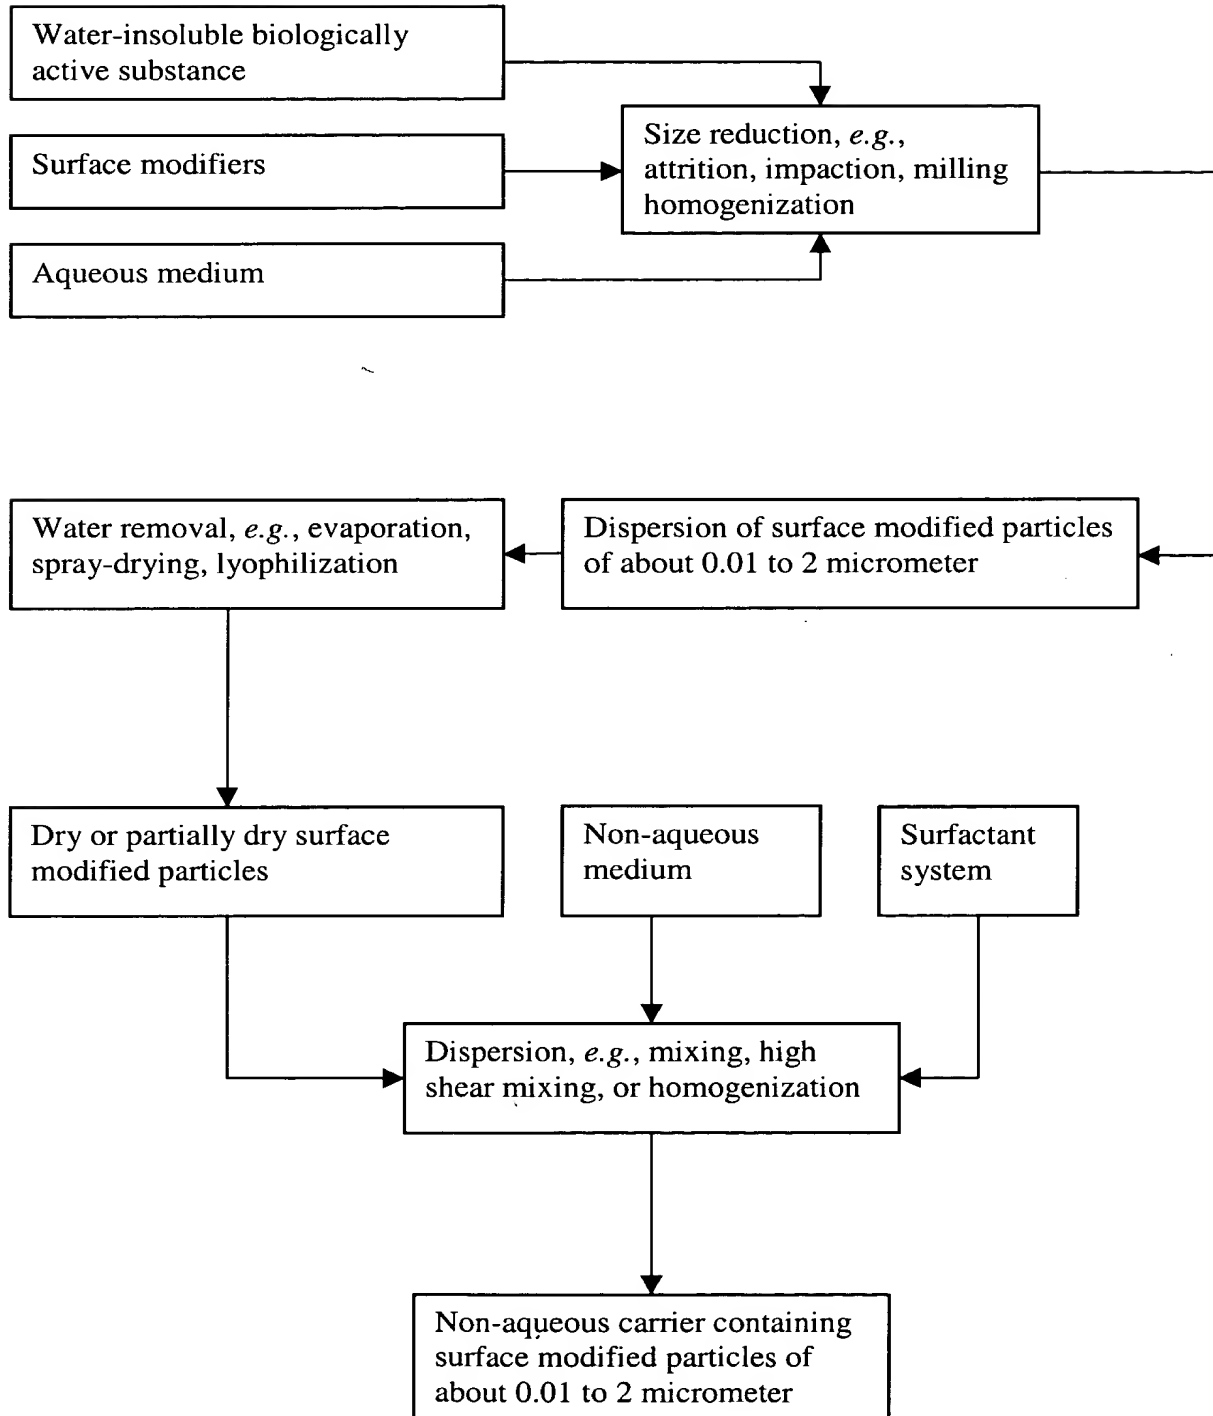 Water-insoluble biologically
active substance
Surface modifiers
Aqueous medium
Size reduction, e.g.,
attrition, impaction, milling
homogenization
Water removal, e.g., evaporation,
spray-drying, lyophilization
Dispersion of surface modified particles
of about 0.01 to 2 micrometer
Dry or partially dry surface
modified particles
Non-aqueous
medium
Surfactant
system
Dispersion, e.g., mixing, high
shear mixing, or homogenization
Non-aqueous carrier containing
surface modified particles of
about 0.01 to 2 micrometer